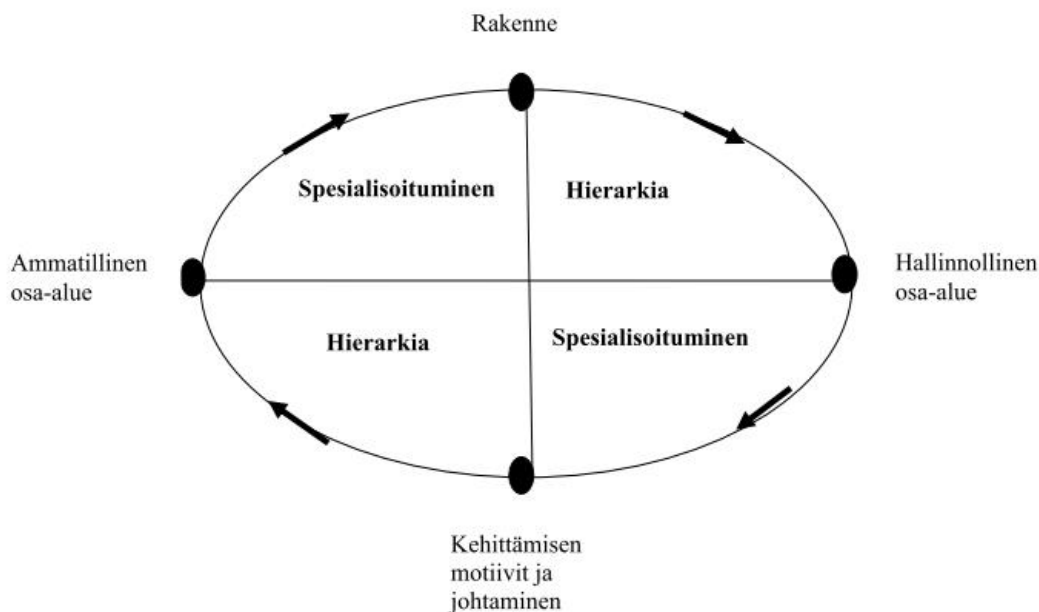 Rakenne
Spesialisoituminen
Hierarkia
Ammatillinen
osa-alue
Hallinnollinen
osa-alue
Hierarkia
Spesialisoituminen
Kehittämisen
motiivit ja
johtaminen